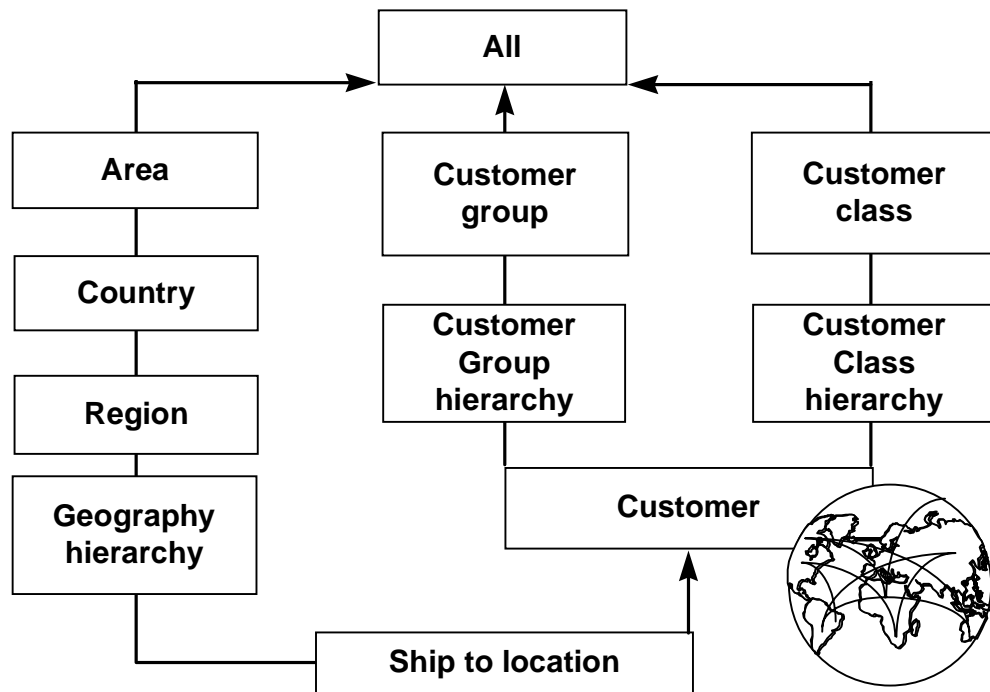 All
Area
Customer
group
Customer
class
Country
Customer
Group
hierarchy
Customer
Class
hierarchy
Region
Geography
hierarchy
Customer
Ship to location